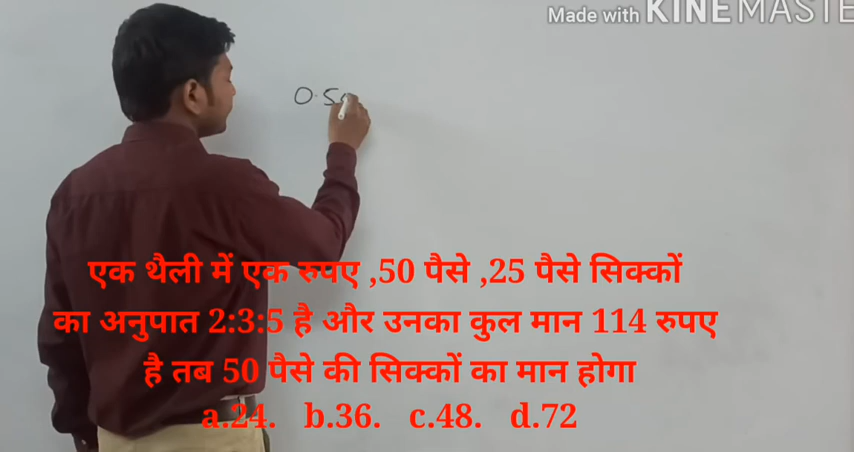 Made with KINEMASTE
0.5
एक थैली में एक रुपए ,50 पैसे ,25 पैसे सिक्कों
का अनुपात 2:3:5 है और उनका कुल मान 114 रुपए
है तब 50 पैसे की सिक्कों का मान होगा
a.24. b.36. c.48. d.72